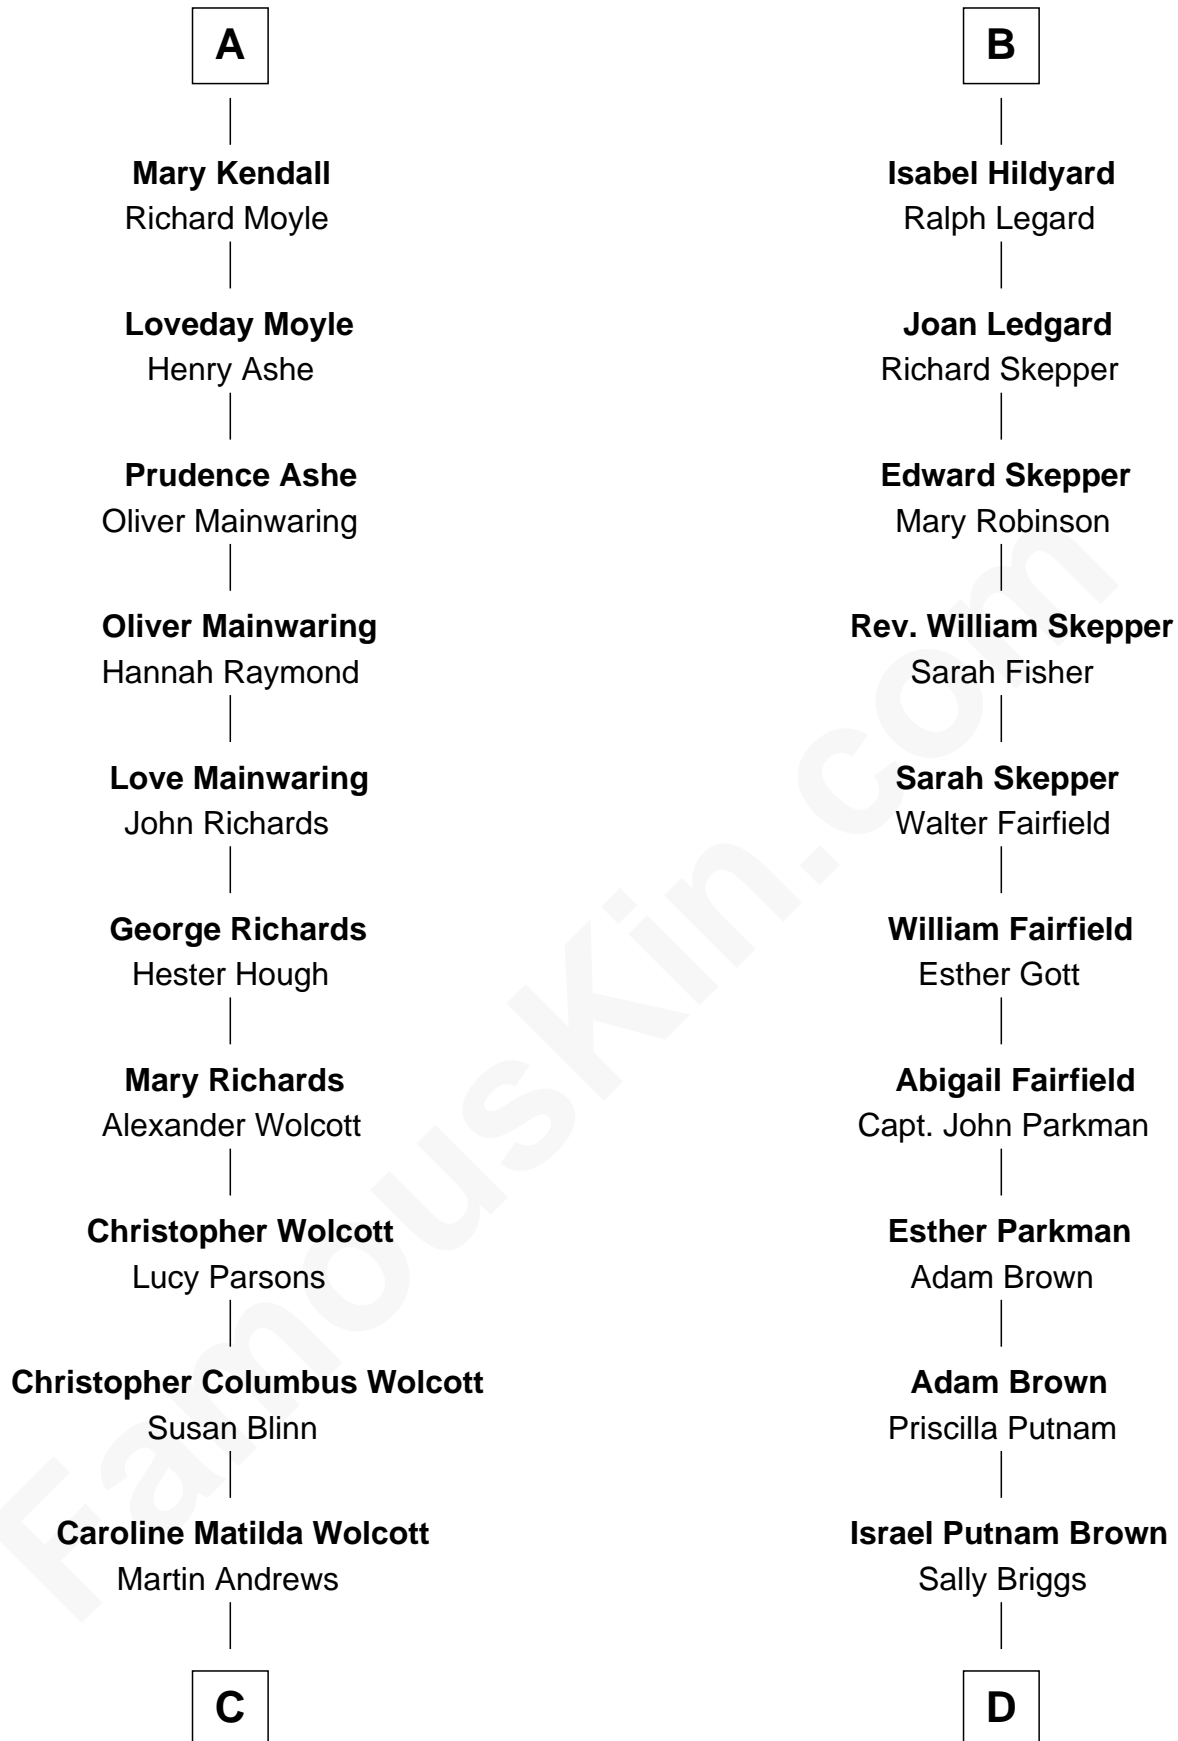 A
Mary Kendall
Richard Moyle
Loveday Moyle
Henry Ashe
Prudence Ashe
Oliver Mainwaring
Oliver Mainwaring
Hannah Raymond
Love Mainwaring
John Richards
George Richards
Hester Hough
Mary Richards
Alexander Wolcott
Christopher Wolcott
Lucy Parsons
Christopher Columbus Wolcott
Susan Blinn
Caroline Matilda Wolcott
Martin Andrews
C
B
Isabel Hildyard
Ralph Legard
Joan Ledgard
Richard Skepper
Edward Skepper
Mary Robinson
Rev. William Skepper
Sarah Fisher
Sarah Skepper
Walter Fairfield
William Fairfield
Esther Gott
Abigail Fairfield
Capt. John Parkman
Esther Parkman
Adam Brown
Adam Brown
Priscilla Putnam
Israel Putnam Brown
Sally Briggs
D
FamousKin.com